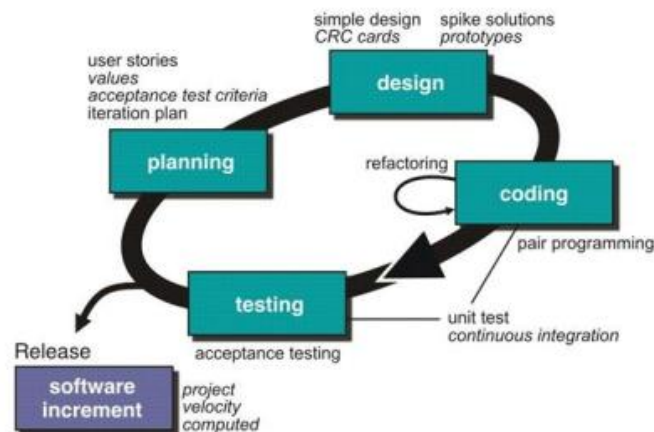 simple design
CRC cards
spike solutions
prototypes
user stories
values
acceptance test criteria
iteration plan
design
planning
refactoring
coding
pair programming
testing
unit test
continuous integration
acceptance testing
Release
software
increment
project
velocity
computed